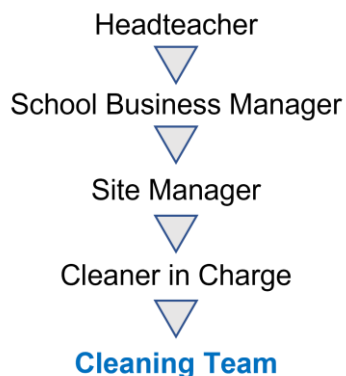 Headteacher
School Business Manager
Site Manager
Cleaner in Charge
Cleaning Team